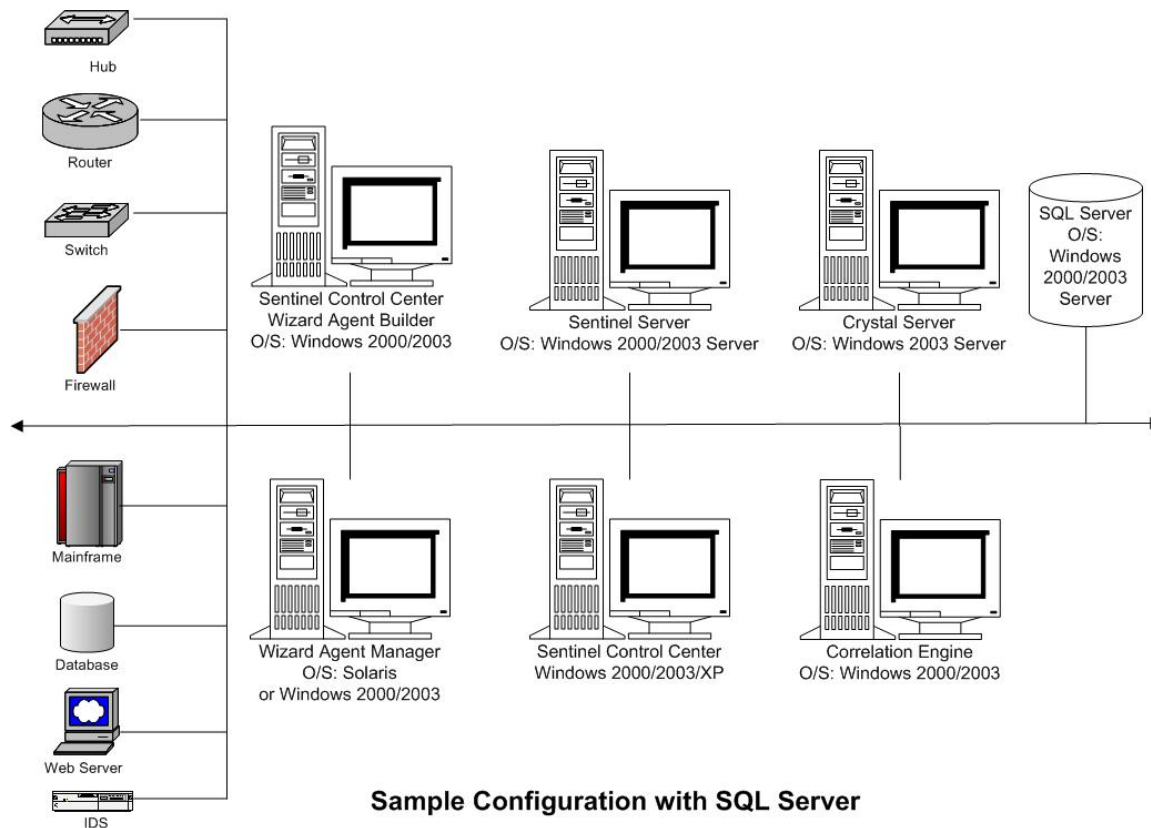 Hub
Router
Switch
Firewall
Mainframe
Database
Web Server
IDS
Sentinel Control Center
Wizard Agent Builder
O/S: Windows 2000/2003
Sentinel Server
O/S: Windows 2000/2003 Server
Crystal Server
O/S: Windows 2003 Server
SQL Server
O/S:
Windows
2000/2003
Server
Wizard Agent Manager
O/S: Solaris
or Windows 2000/2003
Sentinel Control Center
Windows 2000/2003/XP
Correlation Engine
O/S: Windows 2000/2003
Sample Configuration with SQL Server